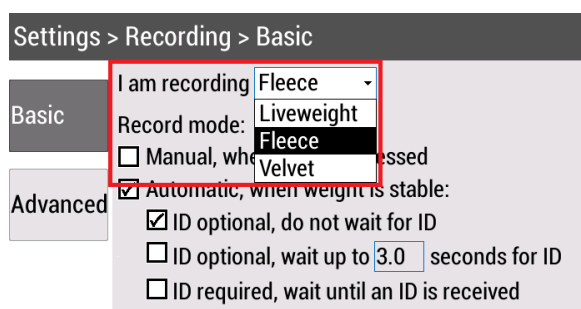 Settings > Recording > Basic
Basic
Advanced
I am recording Fleece
Liveweight
Fleece
Velvet
Record mode:
Manual, essed
Automatic, when weight is stable:
ID optional, do not wait for ID
ID optional, wait up to 3.0 seconds for ID
ID required, wait until an ID is received